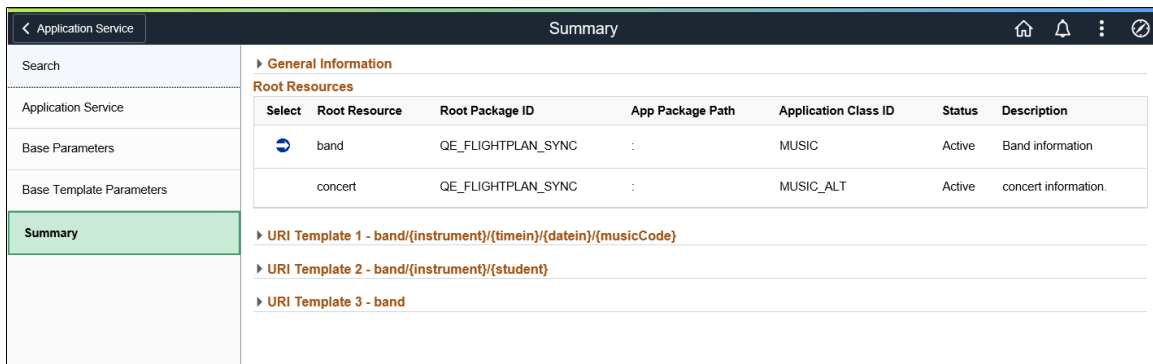 Application Service
Summary
Search
Application Service
Base Parameters
Base Template Parameters
Summary
General Information
Root Resources
Select Root Resource Root Package ID App Package Path Application Class ID Status Description
band QE_FLIGHTPLAN_SYNC : MUSIC Active Band information
concert QE_FLIGHTPLAN_SYNC : MUSIC_ALT Active concert information.
URI Template 1 - band/{instrument}/{timein}/{datein}/{musicCode}
URI Template 2 - band/{instrument}/{student}
URI Template 3 - band